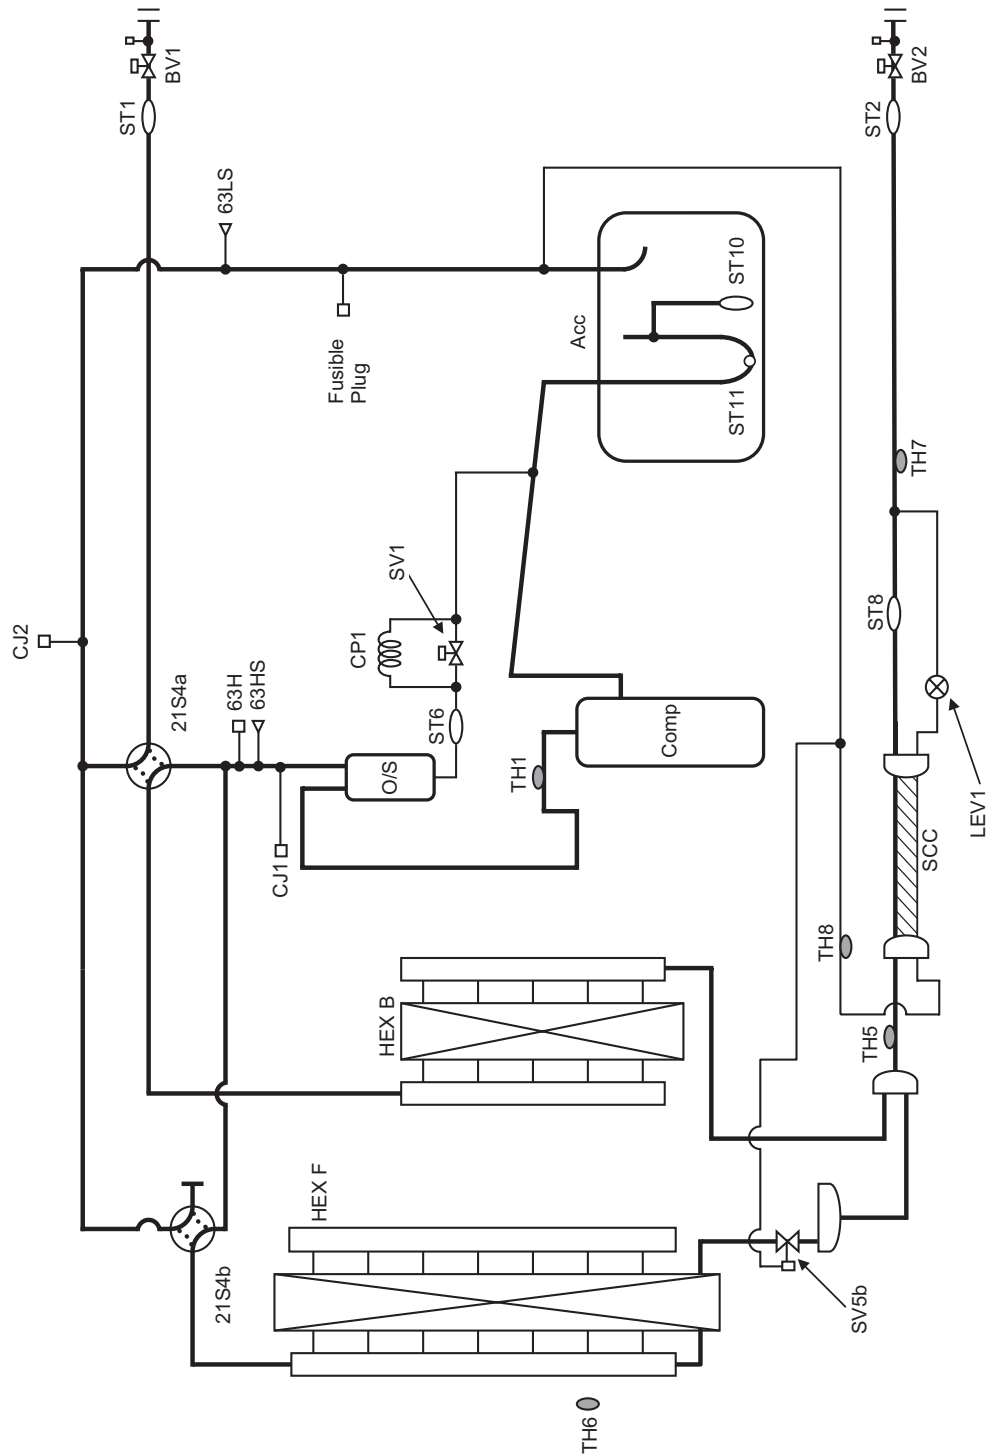 CJ2
ST1
BV1
21S4a
21S4b
63LS
63H
63HS
CJ1
HEX F
Fusible
Plug
CP1
HEX B
O/S
SV1
ST6
TH1
Acc
TH6
Comp
ST11
ST10
TH8
SV5b
TH5
ST8
ST2
TH7
BV2
SCC
LEV1